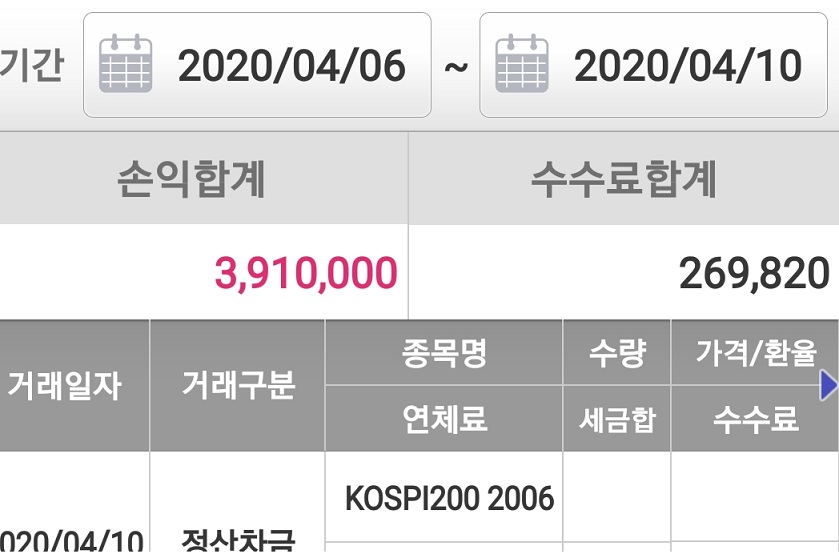 기간 2020/04/06 ~ 2020/04/10
손익합계 수수료합계
3,910,000 269,820
거래일자 거래구분 종목명 수량 가격/환율
연체료 세금합 수수료
KOSPI200 2006
020/04/10 정산차금